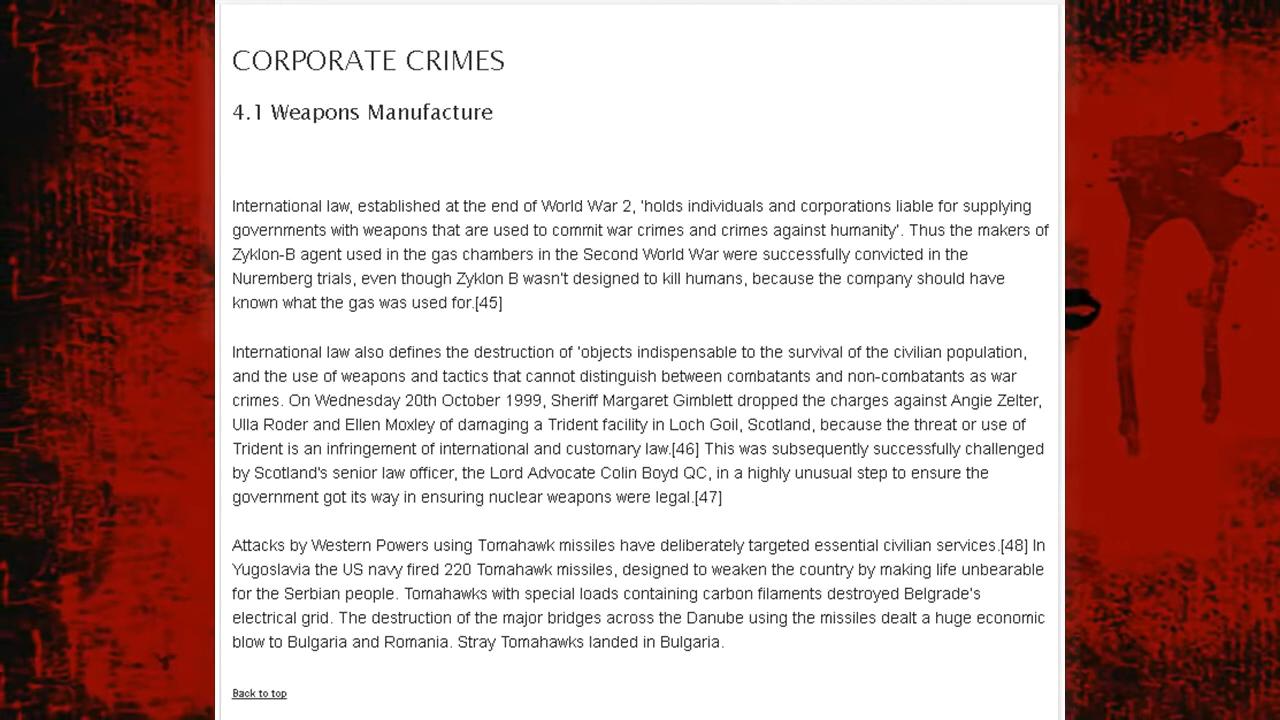 CORPORATE CRIMES
4.1 Weapons Manufacture
International law, established at the end of World War 2, 'holds individuals and corporations liable for supplying
governments with weapons that are used to commit war crimes and crimes against humanity'. Thus the makers of
Zyklon-B agent used in the gas chambers in the Second World War were successfully convicted in the
Nuremberg trials, even though Zyklon B wasn't designed to kill humans, because the company should have
known what the gas was used for.[45]
International law also defines the destruction of 'objects indispensable to the survival of the civilian population,
and the use of weapons and tactics that cannot distinguish between combatants and non-combatants as war
crimes. On Wednesday 20th October 1999, Sheriff Margaret Gimblett dropped the charges against Angie Zelter,
Ulla Roder and Ellen Moxley of damaging a Trident facility in Loch Goil, Scotland, because the threat or use of
Trident is an infringement of international and customary law.[46] This was subsequently successfully challenged
by Scotland's senior law officer, the Lord Advocate Colin Boyd QC, in a highly unusual step to ensure the
government got its way in ensuring nuclear weapons were legal.[47]
Attacks by Western Powers using Tomahawk missiles have deliberately targeted essential civilian services.[48] In
Yugoslavia the US navy fired 220 Tomahawk missiles, designed to weaken the country by making life unbearable
for the Serbian people. Tomahawks with special loads containing carbon filaments destroyed Belgrade's
electrical grid. The destruction of the major bridges across the Danube using the missiles dealt a huge economic
blow to Bulgaria and Romania. Stray Tomahawks landed in Bulgaria.
Back to top